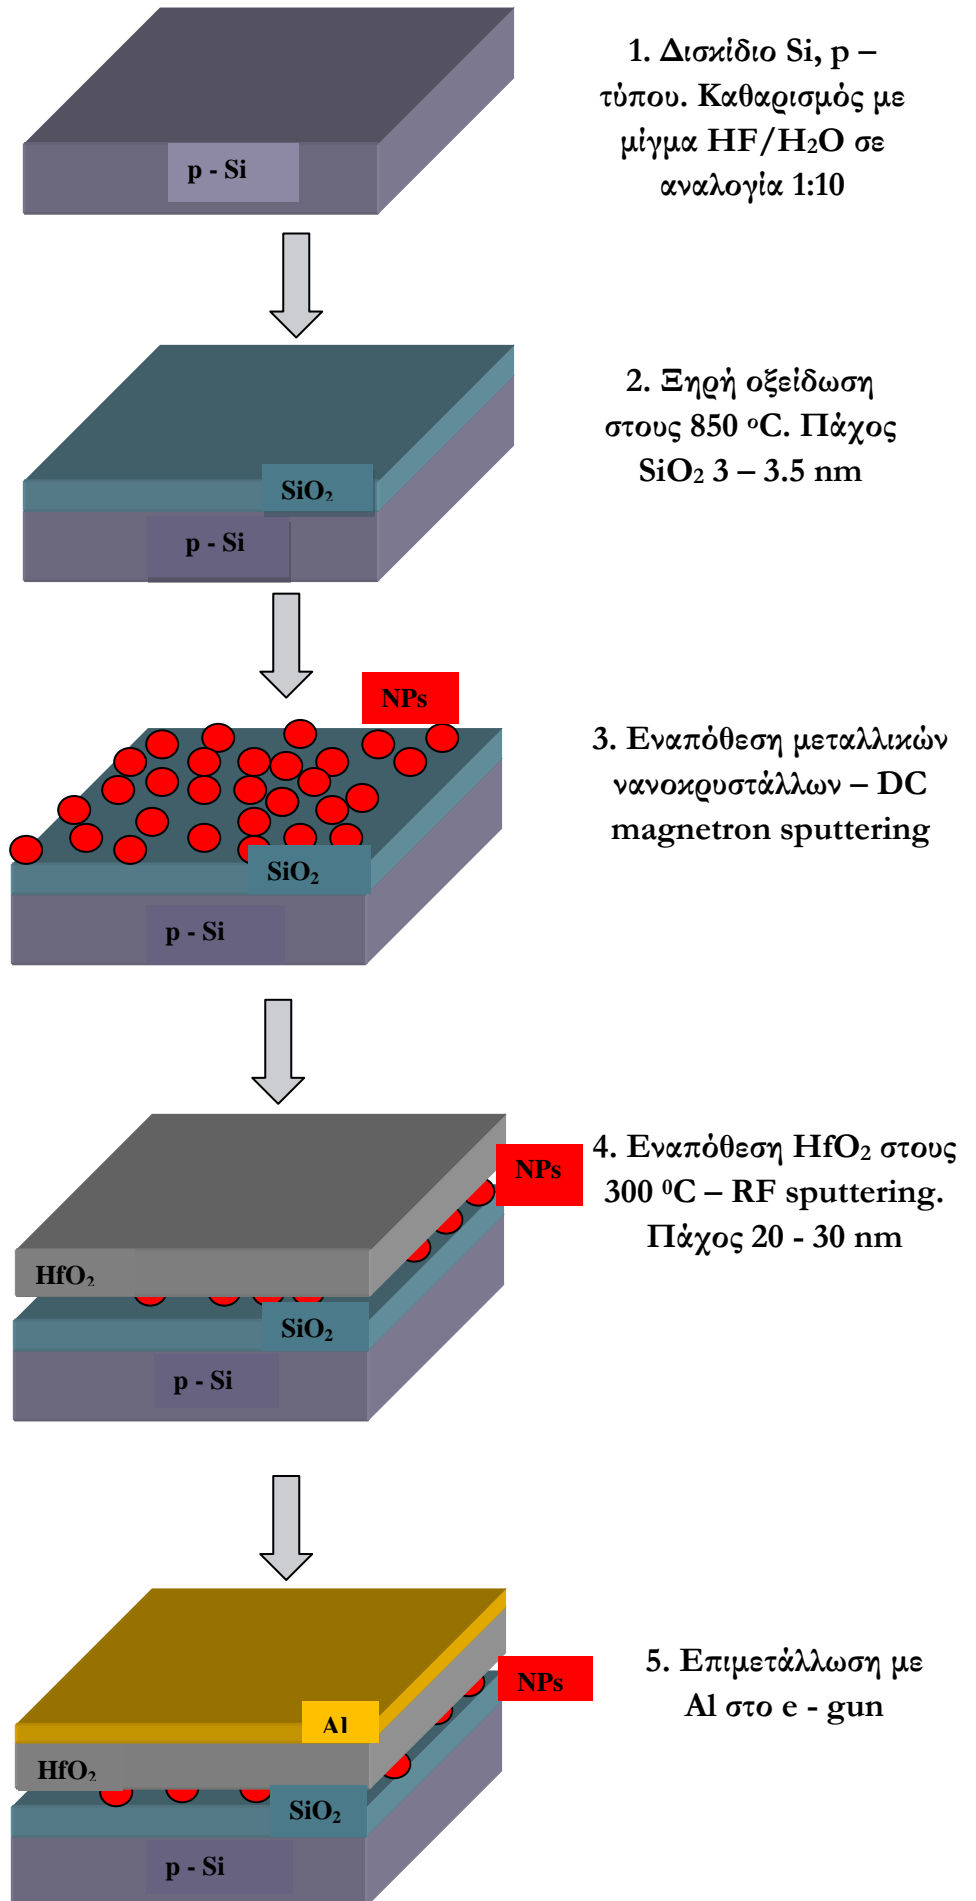 1. Δισκίδιο Si, p –
τύπου. Καθαρισμός με
μίγμα HF/H₂O σε
αναλογία 1:10
p - Si
2. Ξηρή οξείδωση
στους 850 ᵒC. Πάχος
SiO₂ 3 – 3.5 nm
SiO₂
p - Si
NPs
3. Εναπόθεση μεταλλικών
νανοκρυστάλλων – DC
magnetron sputtering
SiO₂
p - Si
4. Εναπόθεση HfO₂ στους
300 ⁰C – RF sputtering.
Πάχος 20 - 30 nm
NPs
HfO₂
SiO₂
p - Si
5. Επιμετάλλωση με
Al στο e - gun
NPs
Al
HfO₂
SiO₂
p - Si